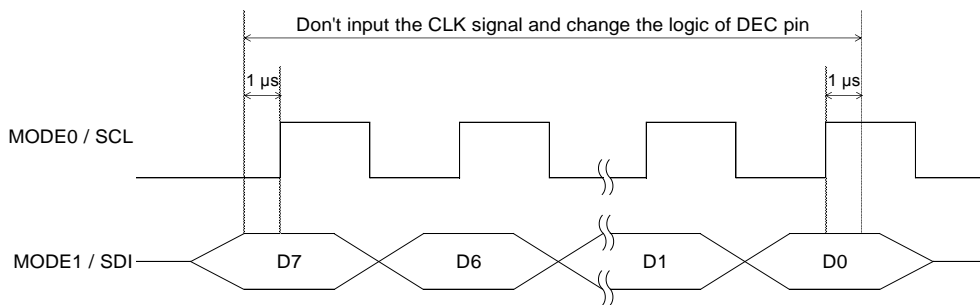 Don't input the CLK signal and change the logic of DEC pin
1 μs
1 μs
MODE0 / SCL
MODE1 / SDI
D7
D6
D1
D0